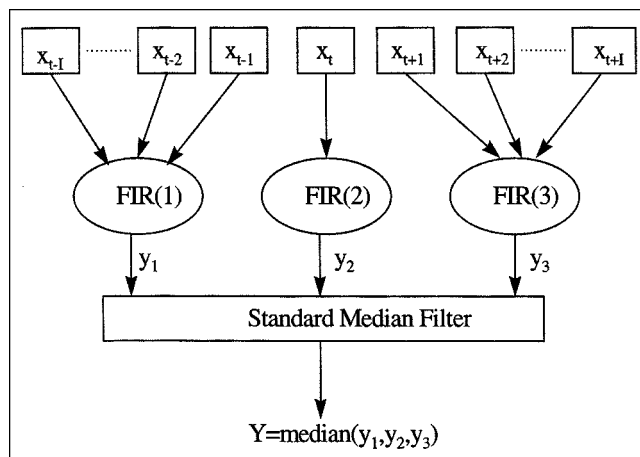 x_{t-I} ........ x_{t-2} x_{t-1} x_t x_{t+1} x_{t+2} ........ x_{t+I}
FIR(1) FIR(2) FIR(3)
y_1 y_2 y_3
Standard Median Filter
Y=median(y_1,y_2,y_3)